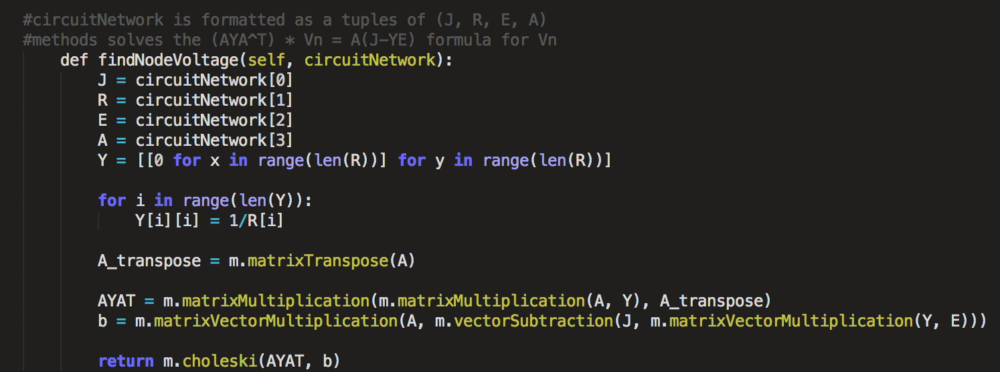 #circuitNetwork is formatted as a tuples of (J, R, E, A)
#methods solves the (AYA^T) * Vn = A(J-YE) formula for Vn
def findNodeVoltage(self, circuitNetwork):
J = circuitNetwork[0]
R = circuitNetwork[1]
E = circuitNetwork[2]
A = circuitNetwork[3]
Y = [[0 for x in range(len(R))] for y in range(len(R))]
for i in range(len(Y)):
Y[i][i] = 1/R[i]
A_transpose = m.matrixTranspose(A)
AYAT = m.matrixMultiplication(m.matrixMultiplication(A, Y), A_transpose)
b = m.matrixVectorMultiplication(A, m.vectorSubtraction(J, m.matrixVectorMultiplication(Y, E)))
return m.choleski(AYAT, b)